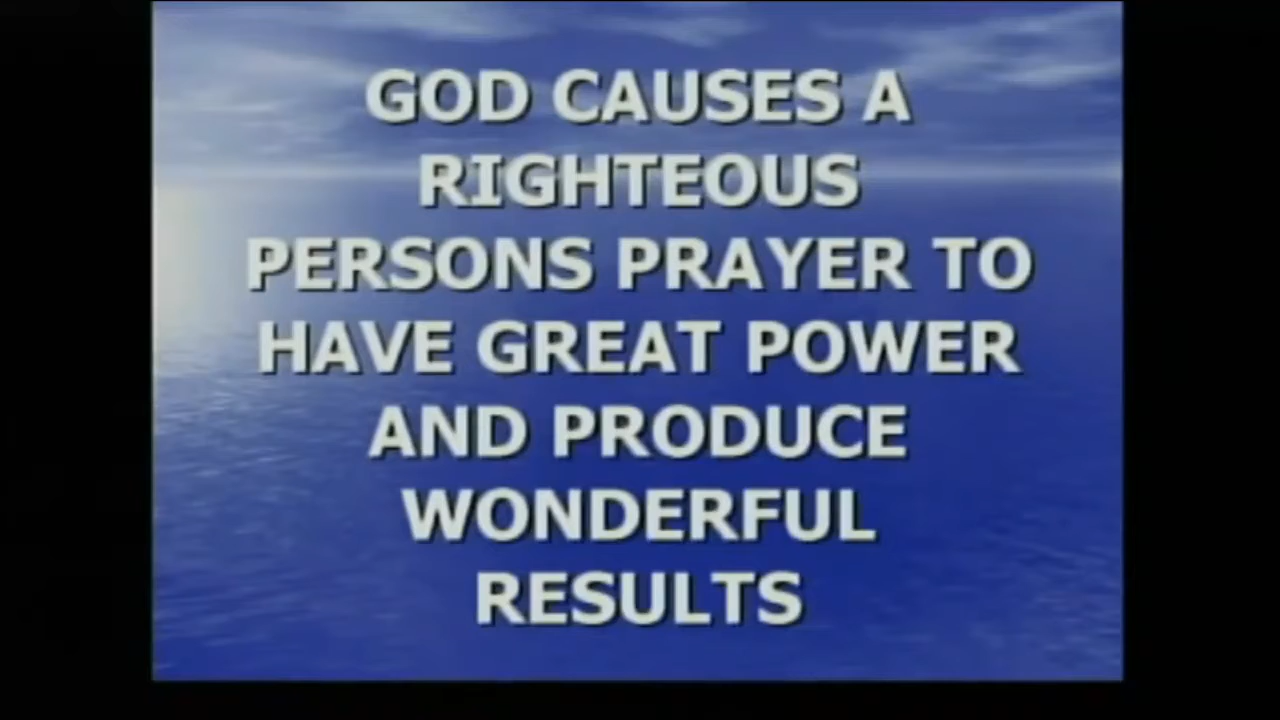 GOD CAUSES A
RIGHTEOUS
PERSONS PRAYER TO
HAVE GREAT POWER
AND PRODUCE
WONDERFUL
RESULTS